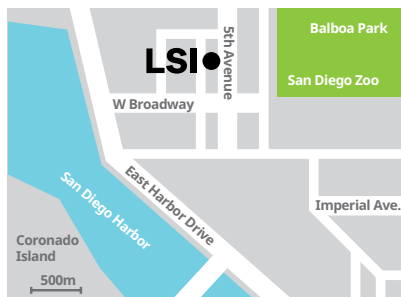 Balboa Park
5th Avenue
LSI
San Diego Zoo
W Broadway
East Harbor Drive
San Diego Harbor
Imperial Ave.
Coronado
Island
500m